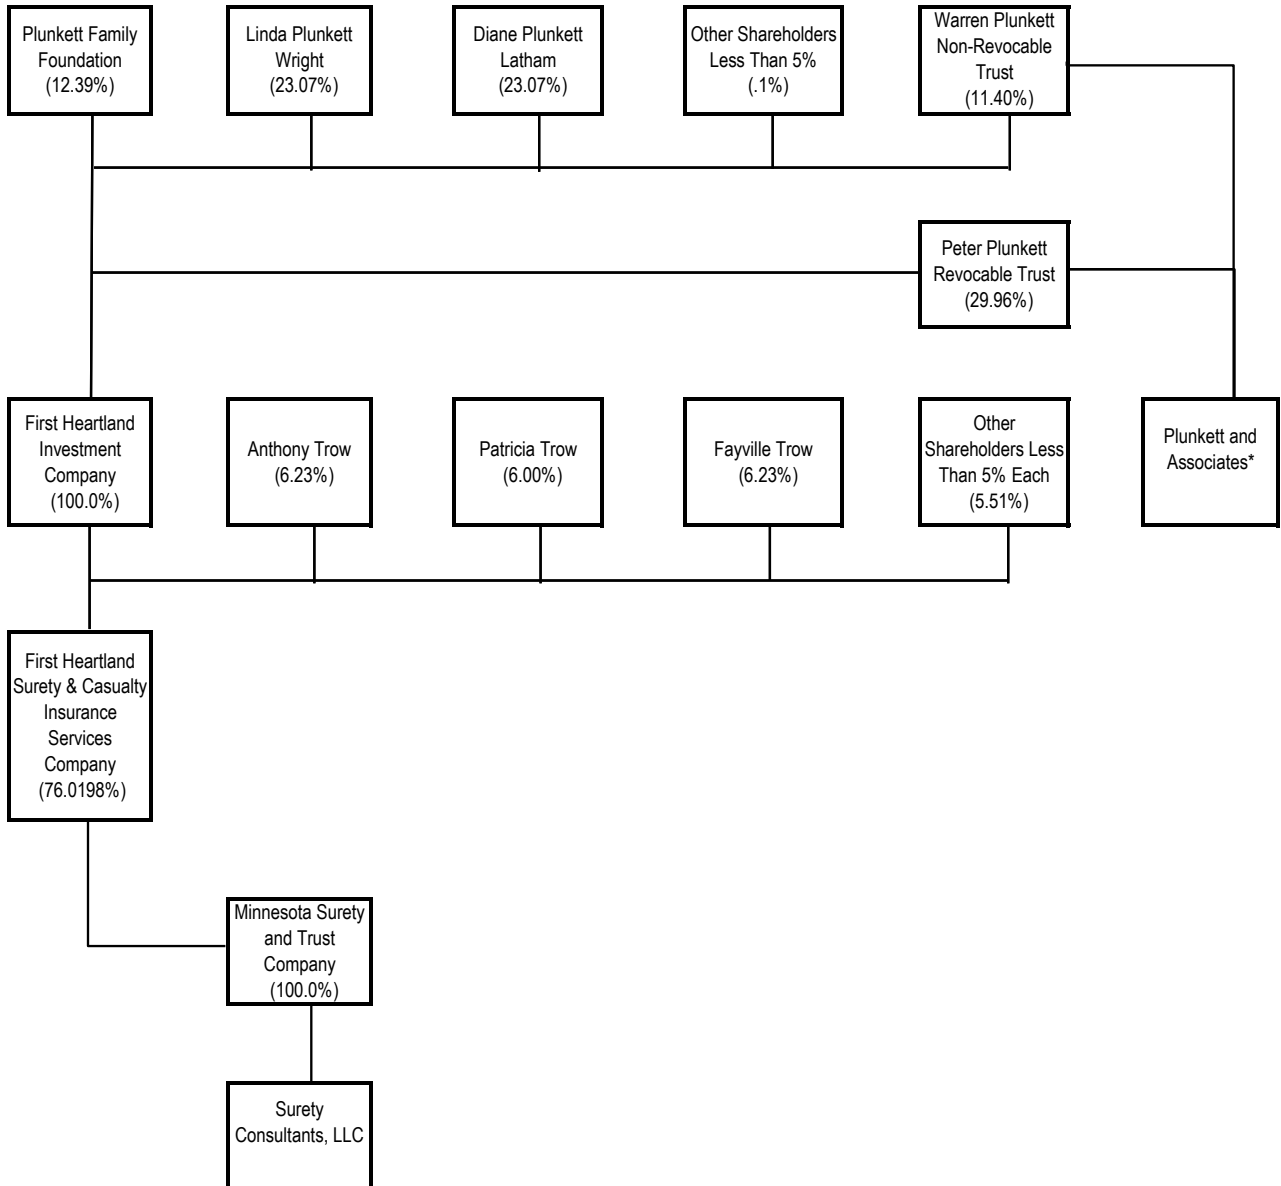 Plunkett Family
Foundation
(12.39%)
Linda Plunkett
Wright
(23.07%)
Diane Plunkett
Latham
(23.07%)
Other Shareholders
Less Than 5%
(.1%)
Warren Plunkett
Non-Revocable
Trust
(11.40%)
Peter Plunkett
Revocable Trust
(29.96%)
First Heartland
Investment
Company
(100.0%)
Anthony Trow
(6.23%)
Patricia Trow
(6.00%)
Fayville Trow
(6.23%)
Other
Shareholders Less
Than 5% Each
(5.51%)
Plunkett and
Associates*
First Heartland
Surety & Casualty
Insurance
Services
Company
(76.0198%)
Minnesota Surety
and Trust
Company
(100.0%)
Surety
Consultants, LLC